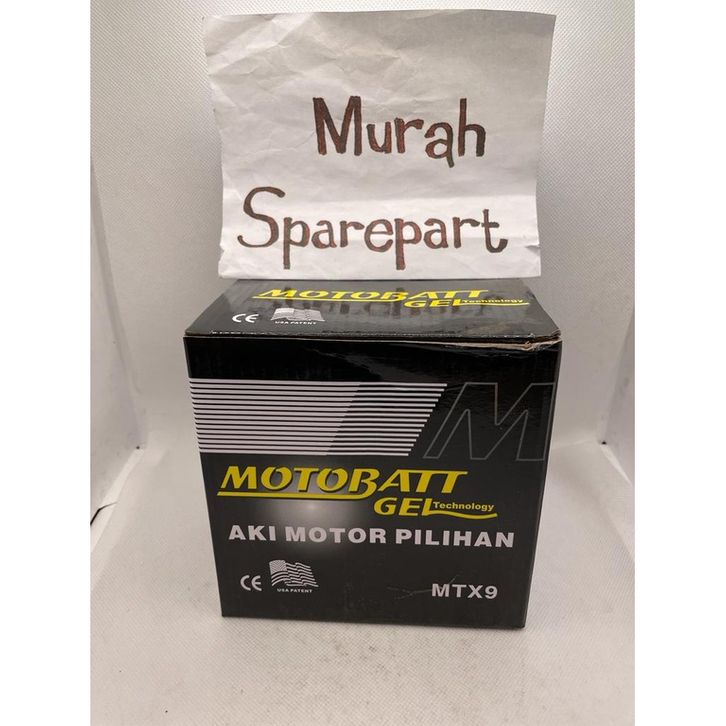 Murah
Sparepart
MOTOBATT
GEL Technology
CE
USA PATENT
M
MOTOBATT
GEL Technology
AKI MOTOR PILIHAN
CE
USA PATENT
MTX9